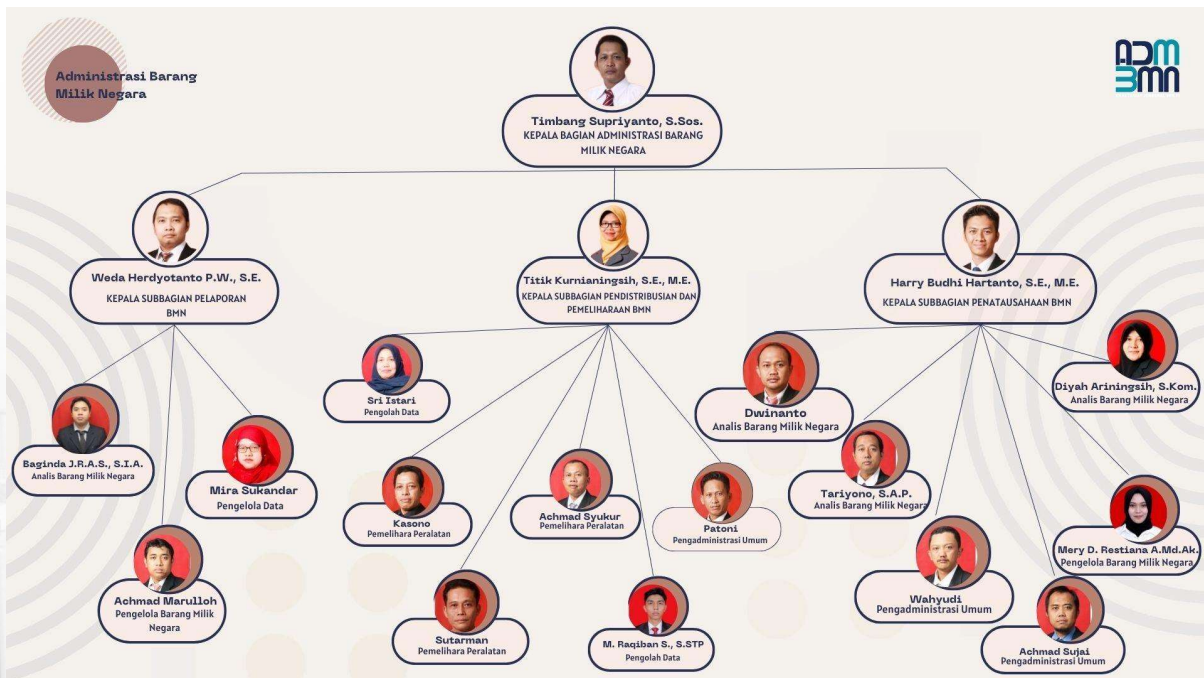 Administrasi Barang
Milik Negara
ADM
BMN
Timbang Supriyanto, S.Sos.
KEPALA BAGIAN ADMINISTRASI BARANG
MILIK NEGARA
Weda Herdyotanto P.W., S.E.
KEPALA SUBBAGIAN PELAPORAN
BMN
Titik Kurnianingsih, S.E., M.E.
KEPALA SUBBAGIAN PENDISTRIBUSIAN DAN
PEMELIHARAAN BMN
Harry Budhi Hartanto, S.E., M.E.
KEPALA SUBBAGIAN PENATAUSAHAAN BMN
Baginda J.R.A.S., S.I.A.
Analis Barang Milik Negara
Achmad Marulloh
Pengelola Barang Milik
Negara
Mira Sukandar
Pengelola Data
Sri Istari
Pengolah Data
Kasono
Pemelihara Peralatan
Sutarman
Pemelihara Peralatan
Achmad Syukur
Pemelihara Peralatan
M. Raqiban S., S.STP
Pengolah Data
Patoni
Pengadministrasi Umum
Dwinanto
Analis Barang Milik Negara
Tariyono, S.A.P.
Analis Barang Milik Negara
Wahyudi
Pengadministrasi Umum
Achmad Sujai
Pengadministrasi Umum
Mery D. Restiana A.Md.Ak.
Pengelola Barang Milik Negara
Diyah Ariningsih, S.Kom.
Analis Barang Milik Negara